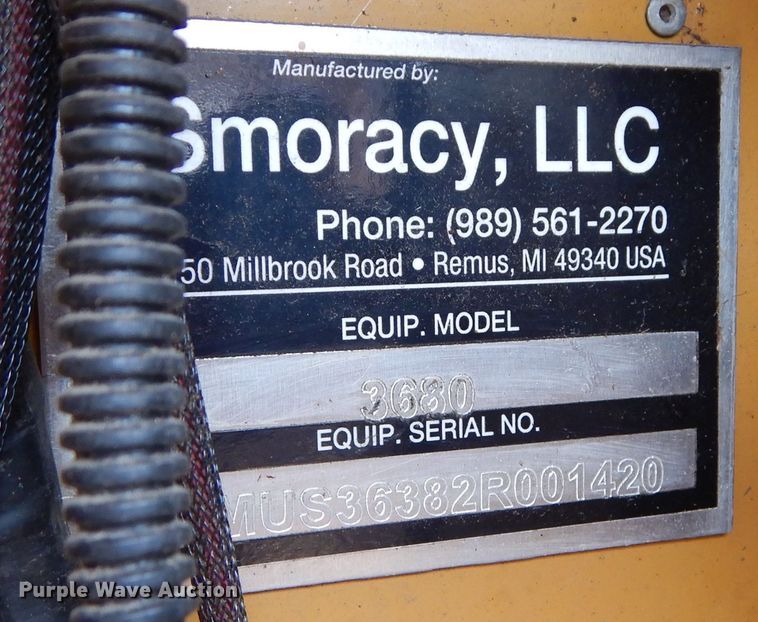 Manufactured by:
Smoracy, LLC
Phone: (989) 561-2270
50 Millbrook Road • Remus, MI 49340 USA
EQUIP. MODEL
3680
EQUIP. SERIAL NO.
MUS36382R001420
Purple Wave Auction